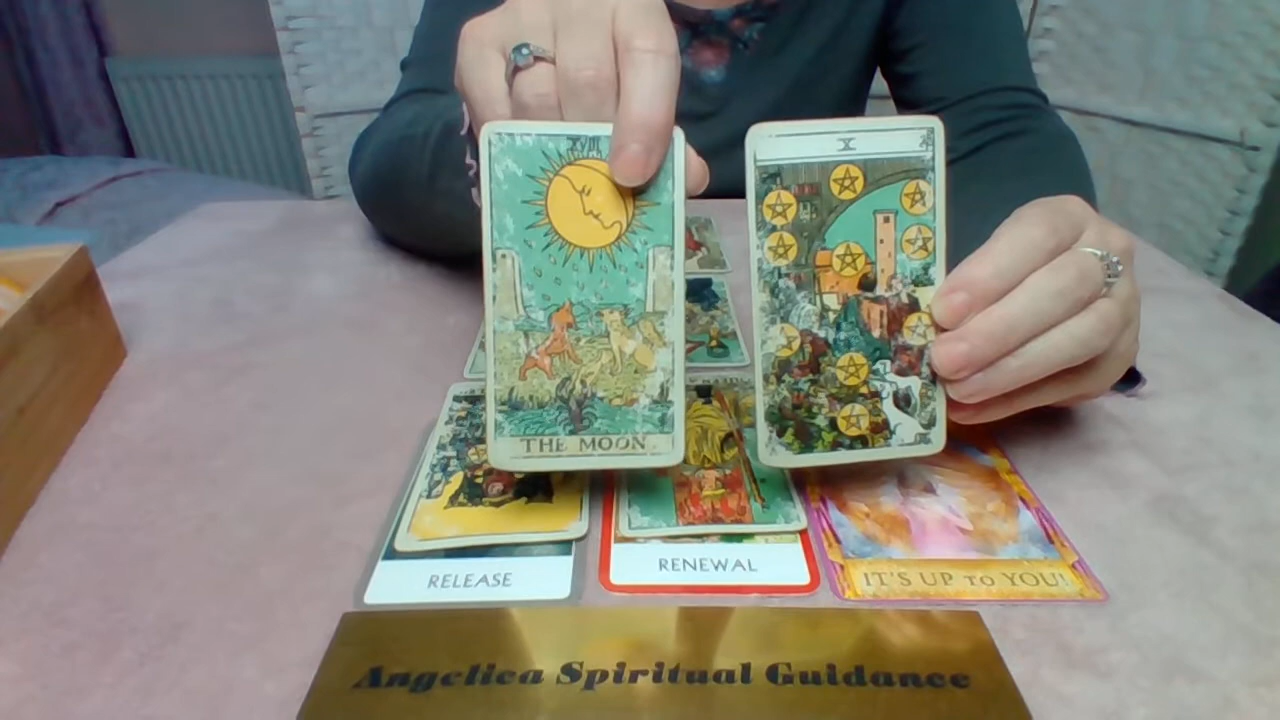 XVIII
X
THE MOON
RELEASE
RENEWAL
IT'S UP TO YOU!
Angelica Spiritual Guidance